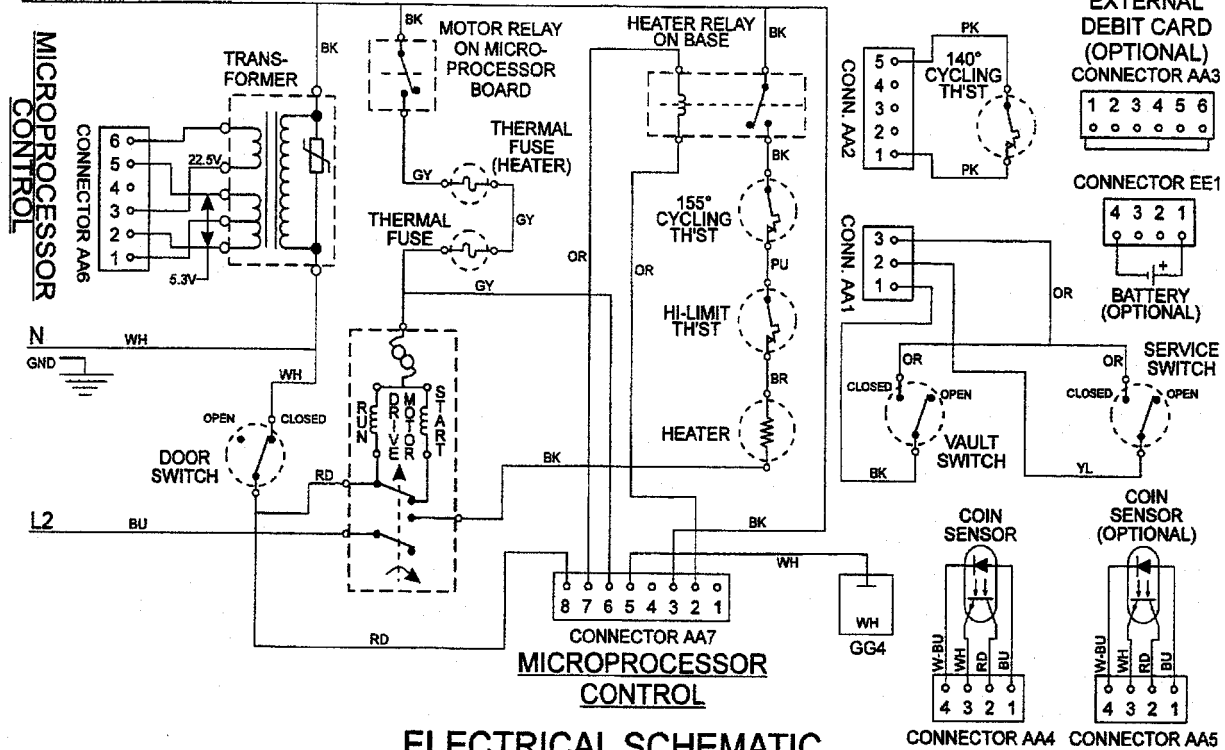 MICROPROCESSOR
CONTROL
TRANS-
FORMER
BK
BK
MOTOR RELAY
ON MICRO-
PROCESSOR
BOARD
HEATER RELAY
ON BASE
BK
EXTERNAL
DEBIT CARD
(OPTIONAL)
CONNECTOR AA3
1 2 3 4 5 6
PK
140°
CYCLING
TH'ST
PK
CONN. AA2
5
4
3
2
1
CONNECTOR AA6
6
5
4
3
2
1
22.5V
5.3V
THERMAL
FUSE
(HEATER)
GY
GY
THERMAL
FUSE
GY
OR
OR
BK
155°
CYCLING
TH'ST
PU
HI-LIMIT
TH'ST
BR
HEATER
CONNECTOR EE1
4 3 2 1
+
BATTERY
(OPTIONAL)
CONN. AA1
3
2
1
OR
OR
OR
SERVICE
SWITCH
CLOSED
OPEN
CLOSED
OPEN
VAULT
SWITCH
BK
YL
N
WH
GND
WH
OPEN
CLOSED
DOOR
SWITCH
RD
RUN
DRIVE
MOTOR
START
BK
L2
BU
BK
WH
RD
8 7 6 5 4 3 2 1
CONNECTOR AA7
MICROPROCESSOR
CONTROL
WH
GG4
COIN
SENSOR
W-BU
WH
RD
BU
4 3 2 1
CONNECTOR AA4
COIN
SENSOR
(OPTIONAL)
W-BU
WH
RD
BU
4 3 2 1
CONNECTOR AA5
ELECTRICAL SCHEMATIC